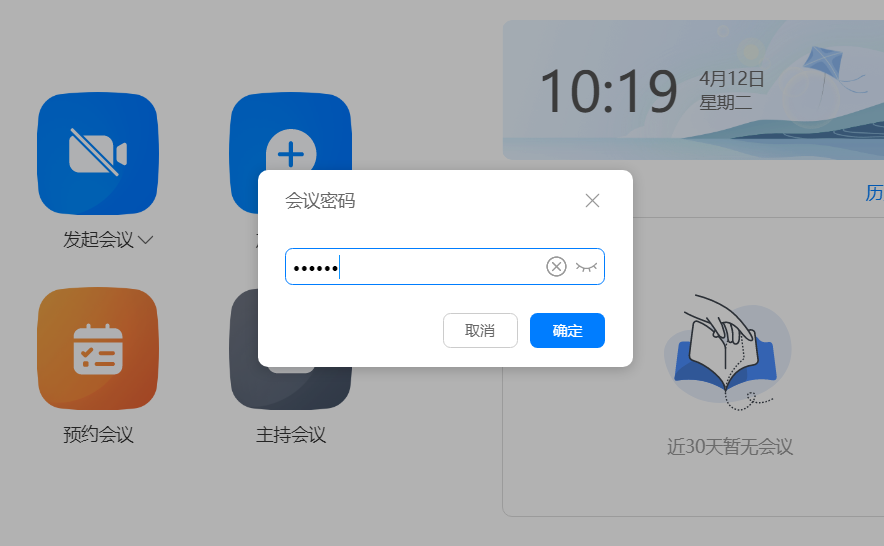 10:19
4月12日
星期二
历
会议密码
发起会议
取消
确定
预约会议
主持会议
近30天暂无会议